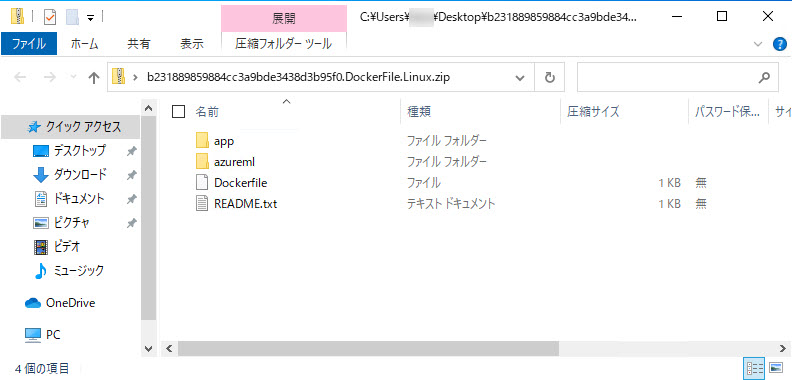 展開
C:¥Users¥ ¥Desktop¥b231889859884cc3a9bde34...
ファイル ホーム 共有 表示 圧縮フォルダー ツール
b231889859884cc3a9bde3438d3b95f0.DockerFile.Linux.zip
名前 種類 圧縮サイズ パスワード保... サイ
クイック アクセス
デスクトップ
ダウンロード
ドキュメント
ピクチャ
ビデオ
ミュージック
OneDrive
PC
app ファイル フォルダー
azureml ファイル フォルダー
Dockerfile ファイル 1 KB 無
README.txt テキスト ドキュメント 1 KB 無
4 個の項目